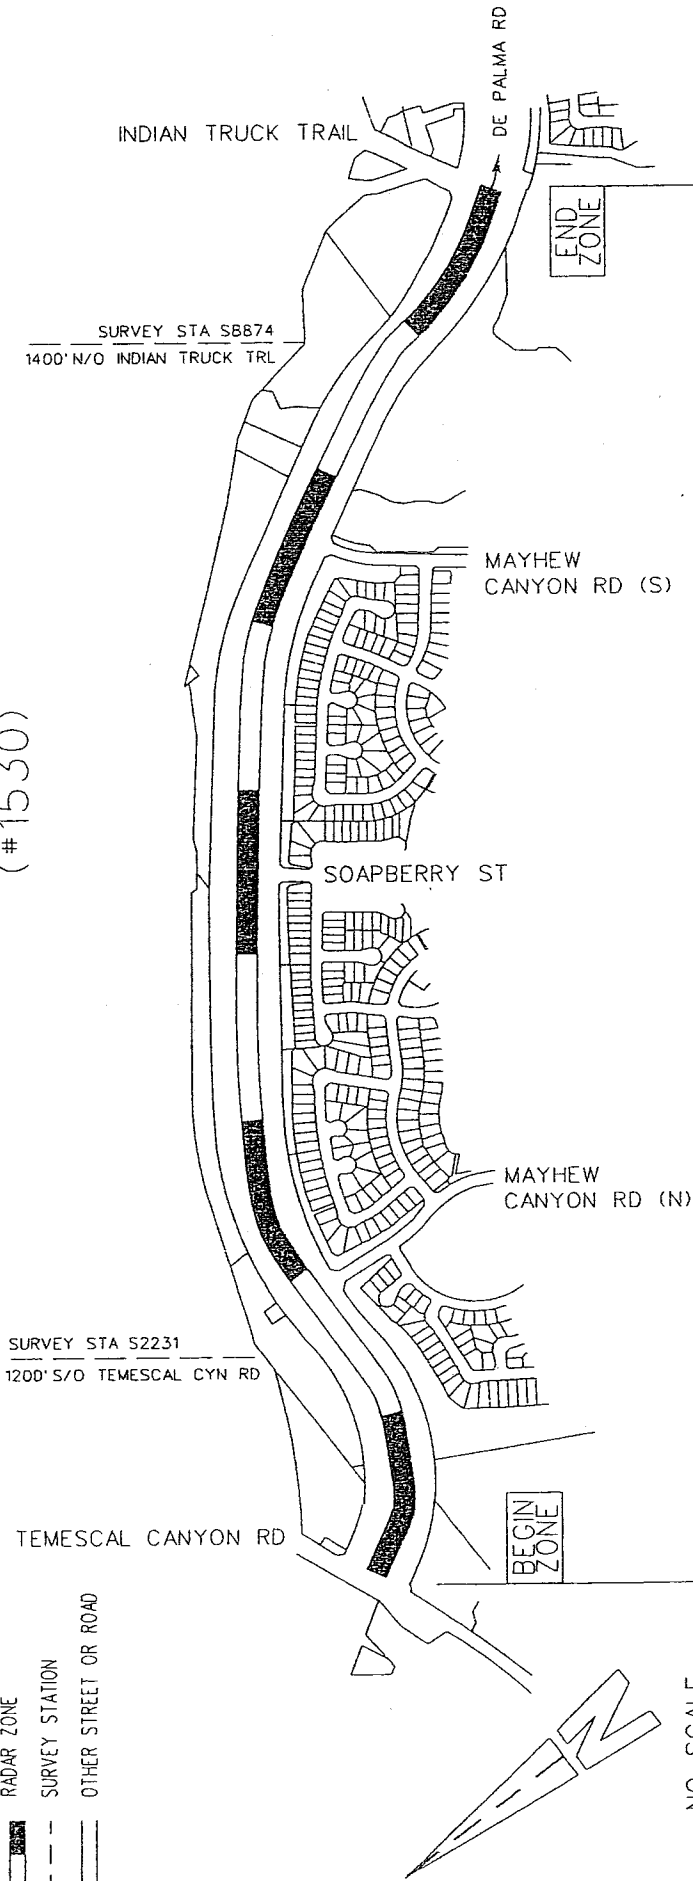 DE PALMA RD
INDIAN TRUCK TRAIL
END
ZONE
SURVEY STA SB874
1400' N/O INDIAN TRUCK TRL
MAYHEW
CANYON RD (S)
(#1530)
SOAPBERRY ST
MAYHEW
CANYON RD (N)
SURVEY STA S2231
1200' S/O TEMESCAL CYN RD
TEMESCAL CANYON RD
BEGIN
ZONE
RADAR ZONE
SURVEY STATION
OTHER STREET OR ROAD
N
NO SCALE